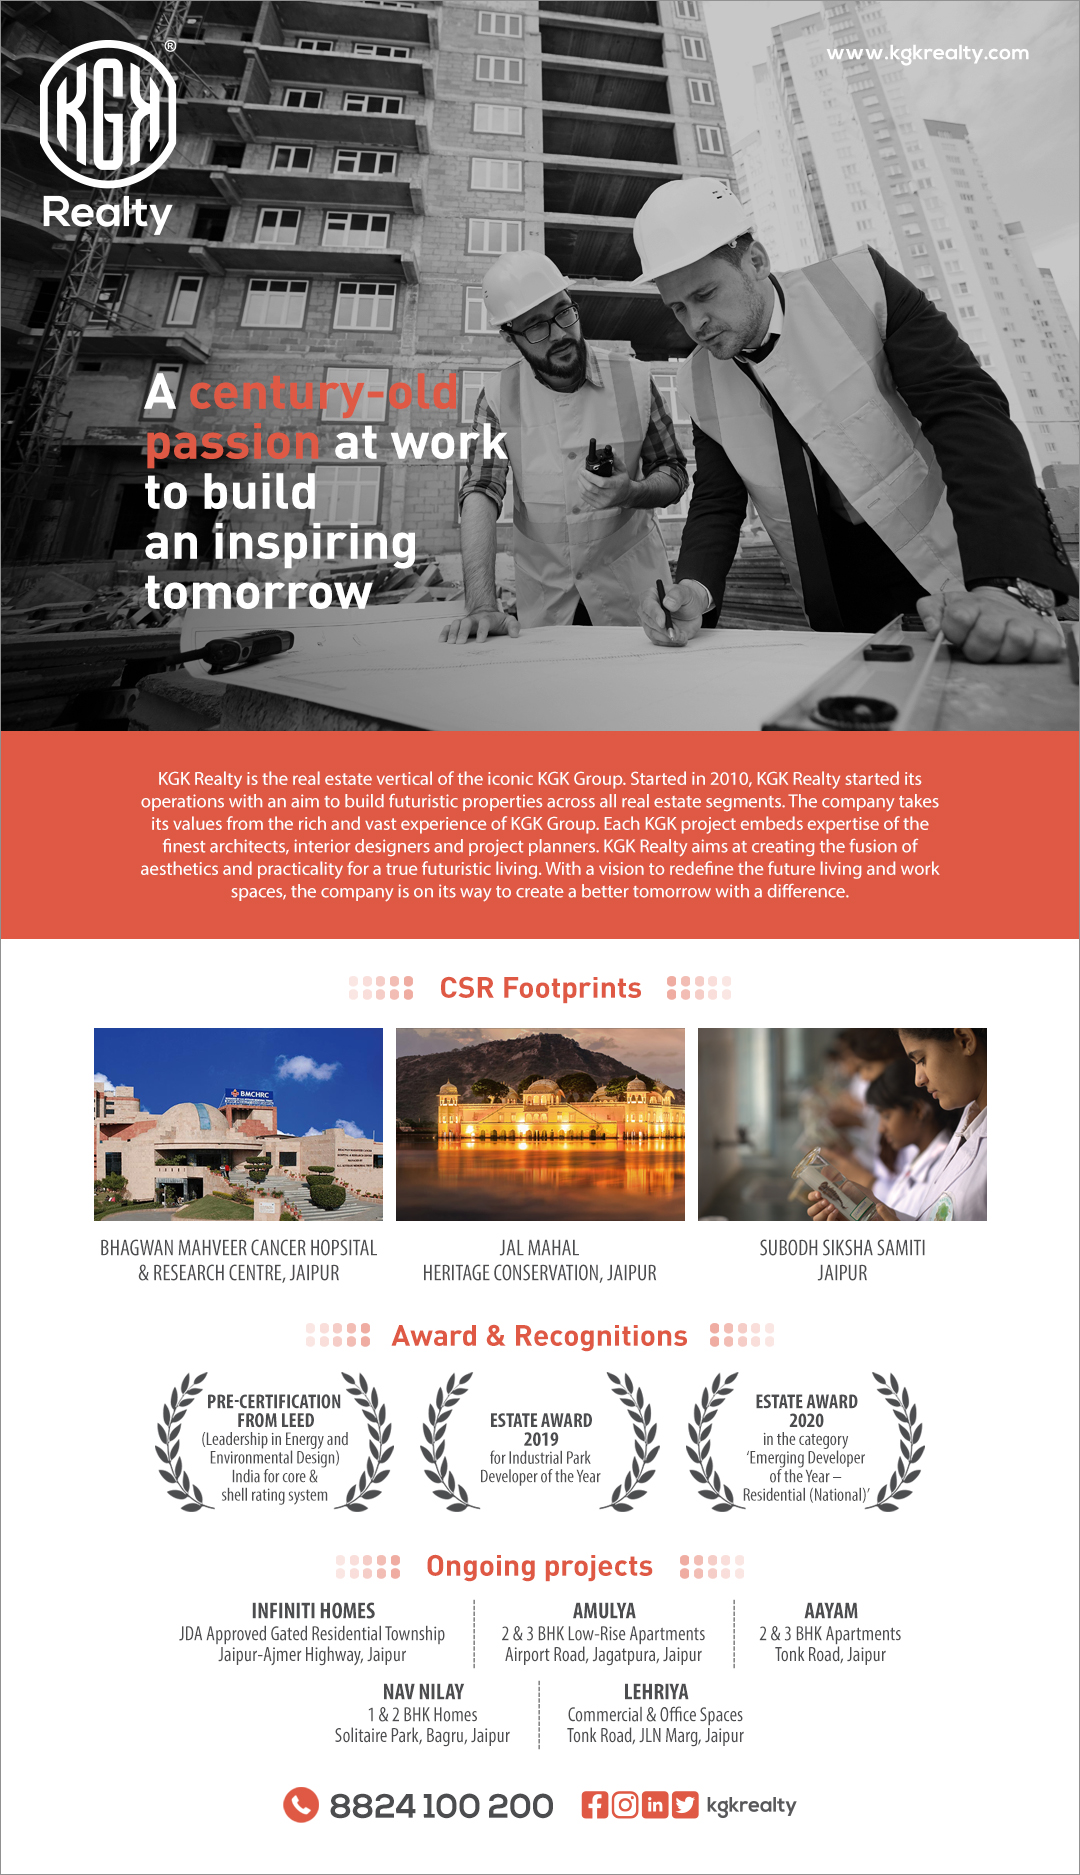 KGK®
Realty
www.kgkrealty.com
A century-old
passion at work
to build
an inspiring
tomorrow
KGK Realty is the real estate vertical of the iconic KGK Group. Started in 2010, KGK Realty started its
operations with an aim to build futuristic properties across all real estate segments. The company takes
its values from the rich and vast experience of KGK Group. Each KGK project embeds expertise of the
finest architects, interior designers and project planners. KGK Realty aims at creating the fusion of
aesthetics and practicality for a true futuristic living. With a vision to redefine the future living and work
spaces, the company is on its way to create a better tomorrow with a difference.
CSR Footprints
BMCHRC
BHAGWAN MAHVEER CANCER HOPSITAL
& RESEARCH CENTRE, JAIPUR
JAL MAHAL
HERITAGE CONSERVATION, JAIPUR
SUBODH SIKSHA SAMITI
JAIPUR
Award & Recognitions
PRE-CERTIFICATION
FROM LEED
(Leadership in Energy and
Environmental Design)
India for core &
shell rating system
ESTATE AWARD
2019
for Industrial Park
Developer of the Year
ESTATE AWARD
2020
in the category
‘Emerging Developer
of the Year –
Residential (National)’
Ongoing projects
INFINITI HOMES
JDA Approved Gated Residential Township
Jaipur-Ajmer Highway, Jaipur
AMULYA
2 & 3 BHK Low-Rise Apartments
Airport Road, Jagatpura, Jaipur
AAYAM
2 & 3 BHK Apartments
Tonk Road, Jaipur
NAV NILAY
1 & 2 BHK Homes
Solitaire Park, Bagru, Jaipur
LEHRIYA
Commercial & Office Spaces
Tonk Road, JLN Marg, Jaipur
8824 100 200
kgkrealty